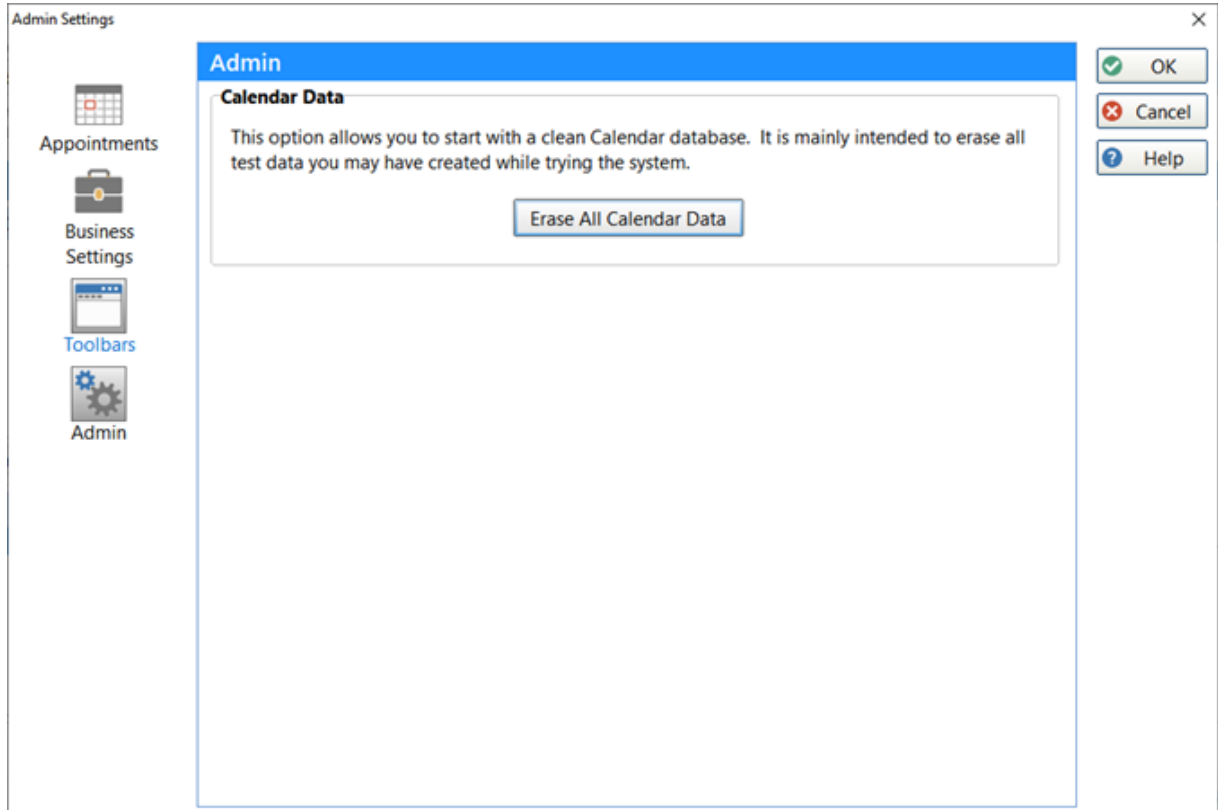 Admin Settings
Appointments
Business
Settings
Toolbars
Admin
Admin
Calendar Data
This option allows you to start with a clean Calendar database.  It is mainly intended to erase all
test data you may have created while trying the system.
Erase All Calendar Data
OK
Cancel
Help